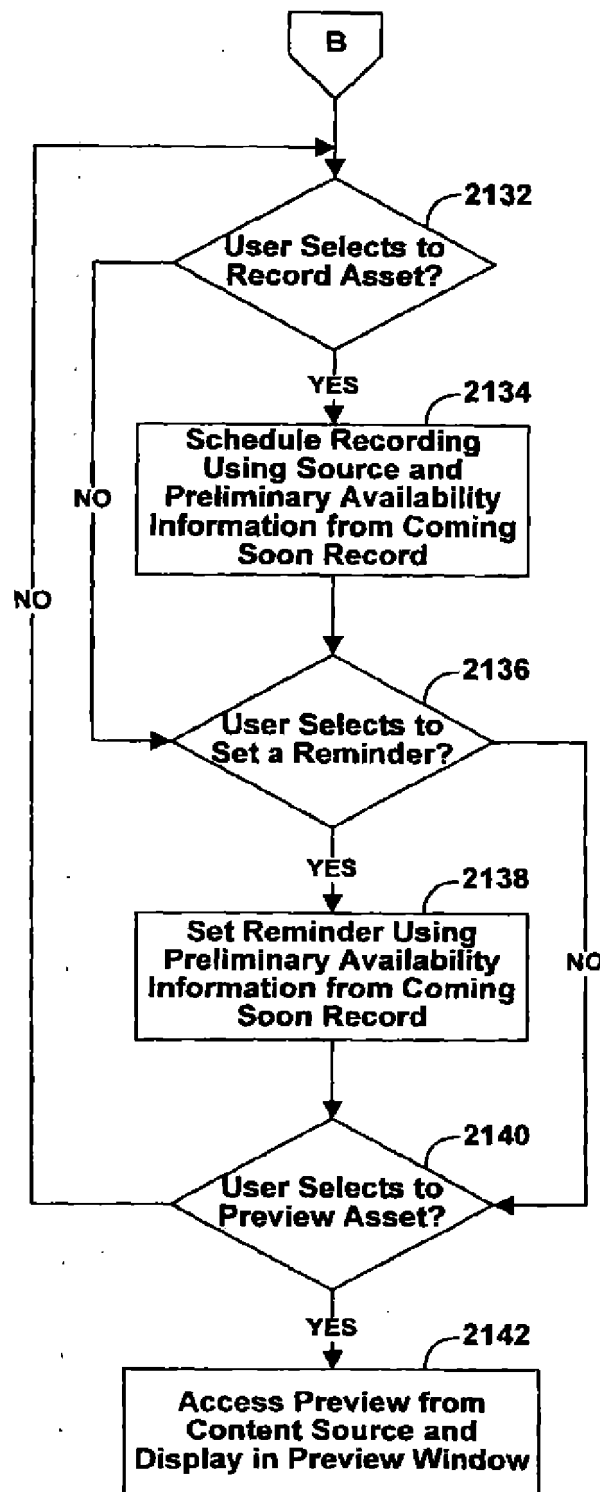 B
2132
User Selects to
Record Asset?
YES
2134
Schedule Recording
Using Source and
Preliminary Availability
Information from Coming
Soon Record
NO
NO
2136
User Selects to
Set a Reminder?
YES
2138
Set Reminder Using
Preliminary Availability
Information from Coming
Soon Record
NO
2140
User Selects to
Preview Asset?
YES
2142
Access Preview from
Content Source and
Display in Preview Window